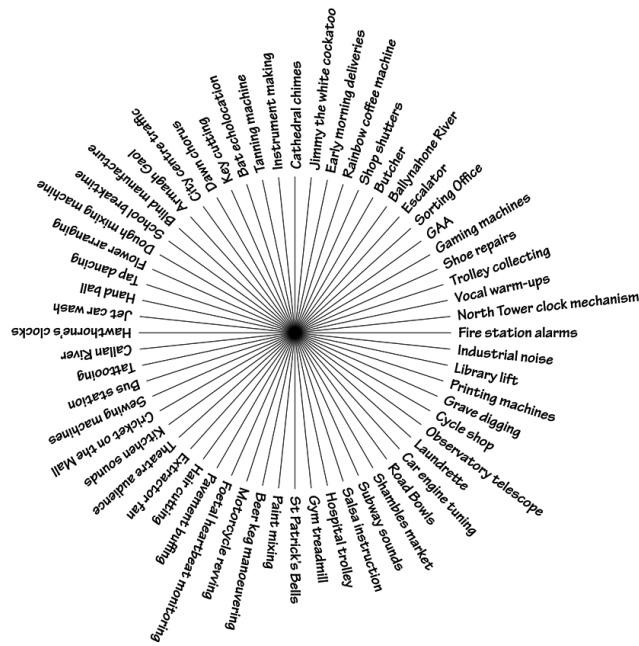 Cathedral chimes
Jimmy the white cockatoo
Early morning deliveries
Rainbow coffee machine
Shop shutters
Butcher
Ballynahone River
Escalator
Sorting Office
GAA
Gaming machines
Shoe repairs
Trolley collecting
Vocal warm-ups
North Tower clock mechanism
Fire station alarms
Industrial noise
Library lift
Printing machines
Grave digging
Cycle shop
Observatory telescope
Laundrette
Car engine tuning
Road Bowls
Shambles market
Subway sounds
Salsa instruction
Hospital trolley
Gym treadmill
St Patrick's Bells
Paint mixing
Beer keg manoeuvering
Motorcycle revving
Foetal heartbeat monitoring
Pavement buffing
Hair cutting
Extractor fan
Theatre audience
Kitchen sounds
Cricket on the Mall
Sewing machines
Bus station
Tattooing
Callan River
Hawthorne's clocks
Jet car wash
Hand ball
Tap dancing
Flower arranging
Dough mixing machine
School breaktime
Blind manufacture
Armagh Gaol
City centre traffic
Dawn chorus
Key cutting
Bat echolocation
Taning machine
Instrument making